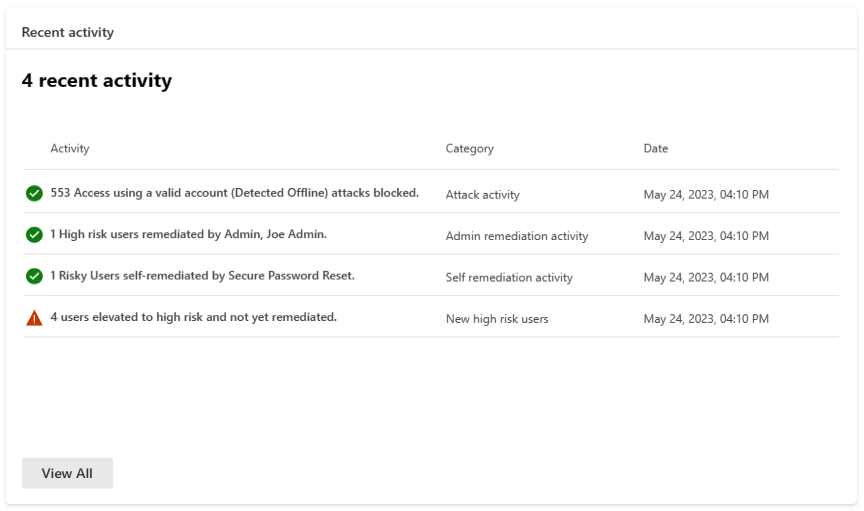 Recent activity
4 recent activity
Activity Category Date
553 Access using a valid account (Detected Offline) attacks blocked. Attack activity May 24, 2023, 04:10 PM
1 High risk users remediated by Admin, Joe Admin. Admin remediation activity May 24, 2023, 04:10 PM
1 Risky Users self-remediated by Secure Password Reset. Self remediation activity May 24, 2023, 04:10 PM
4 users elevated to high risk and not yet remediated. New high risk users May 24, 2023, 04:10 PM
View All